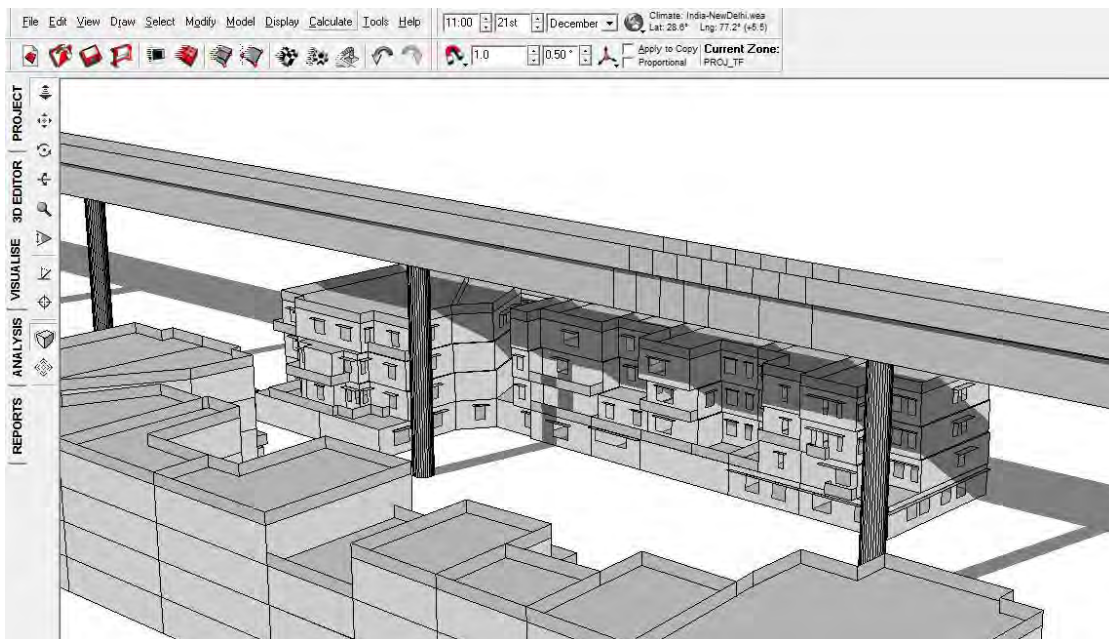 File Edit View Draw Select Modify Model Display Calculate Tools Help
11:00 21st December
Climate: India-NewDelhi.wea
Lat: 28.6° Lng: 77.2° (+5.5)
1.0 0.50 °
Apply to Copy
Proportional
Current Zone:
PROJ_TF
PROJECT
3D EDITOR
VISUALISE
ANALYSIS
REPORTS